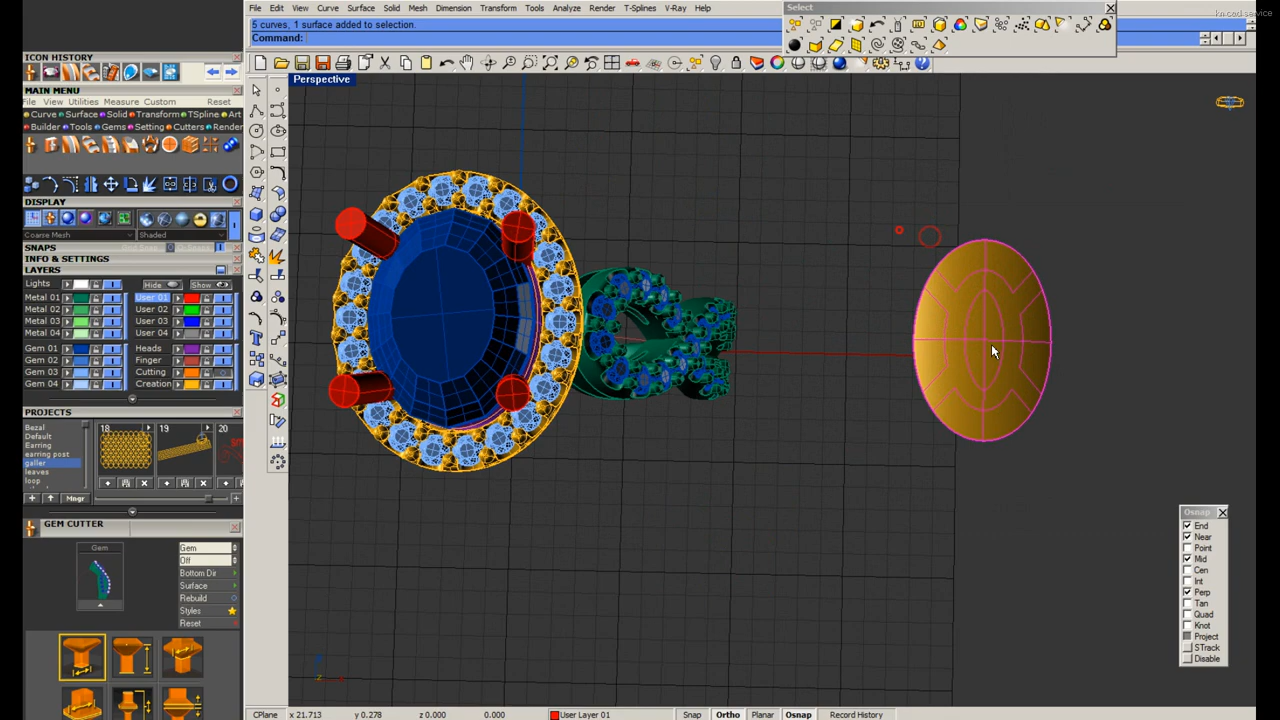 kn cad service
File Edit View Curve Surface Solid Mesh Dimension Transform Tools Analyze Render T-Splines V-Ray Help
Select
5 curves, 1 surface added to selection.
Command:
Perspective
ICON HISTORY
MAIN MENU
File View Utilities Measure Custom Reset
Curve Surface Solid Transform TSpline Art
Builder Tools Gems Setting Cutters Render
DISPLAY
Coarse Mesh Shaded
SNAPS
INFO & SETTINGS
LAYERS
Lights Hide Show
Metal 01 User 01
Metal 02 User 02
Metal 03 User 03
Metal 04 User 04
Gem 01 Heads
Gem 02 Finger
Gem 03 Cutting
Gem 04 Creation
PROJECTS
Bezal
Default
Earring
earring post
galler
leaves
loop
18 19 20
Mngr
GEM CUTTER
Gem
Gem
Off
Bottom Dir
Surface
Rebuild
Styles
Reset
Osnap
End
Near
Point
Mid
Cen
Int
Perp
Tan
Quad
Knot
Project
STrack
Disable
CPlane x 21.713 y 0.278 z 0.000 0.000 User Layer 01 Snap Ortho Planar Osnap Record History